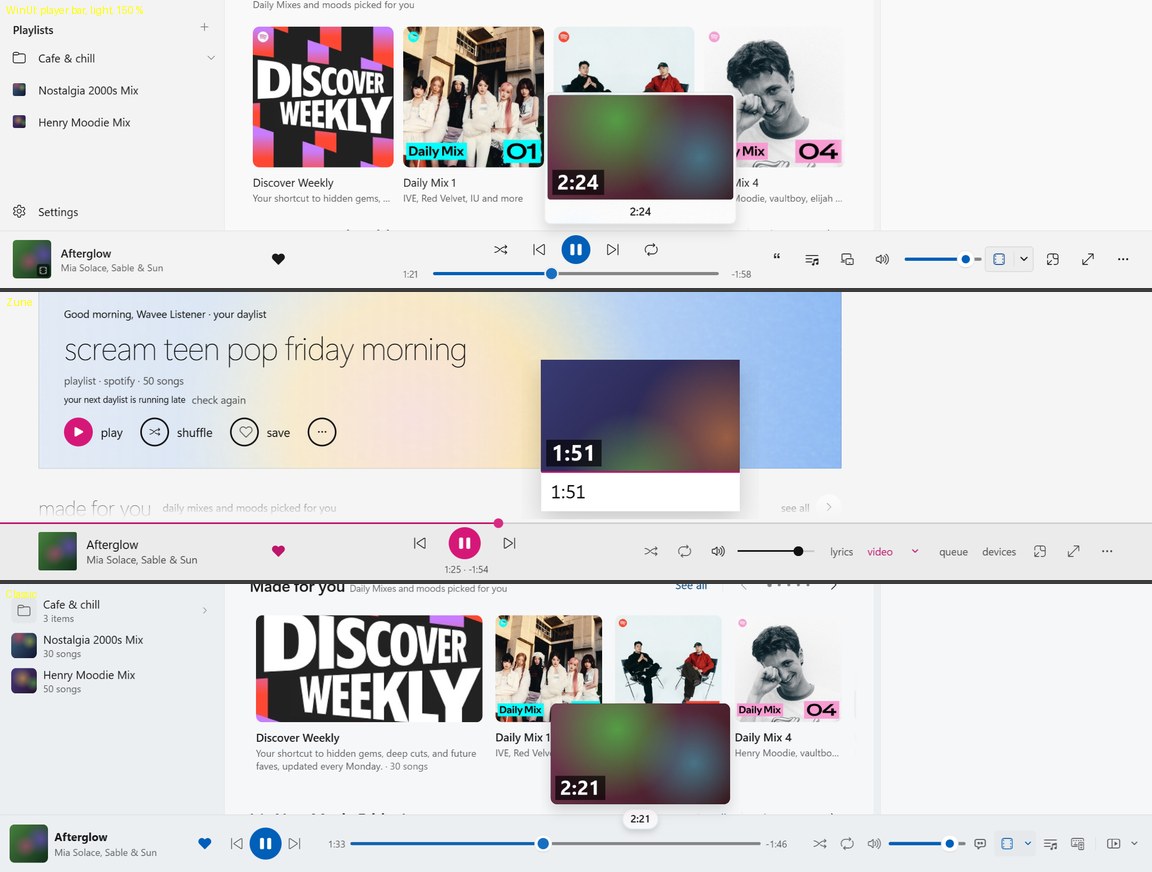 WinUI player bar, light, 150 %
Daily Mixes and moods picked for you
Playlists
Cafe & chill
Nostalgia 2000s Mix
Henry Moodie Mix
Settings
DISCOVER
WEEKLY
Daily Mix
01
Mix
04
2:24
2:24
Discover Weekly
Your shortcut to hidden gems, ...
Daily Mix 1
IVE, Red Velvet, IU and more
Mix 4
Moodie, vaultboy, elijah ...
Afterglow
Mia Solace, Sable & Sun
1:21
-1:58
Zune
Good morning, Wavee Listener · your daylist
scream teen pop friday morning
playlist · spotify · 50 songs
your next daylist is running late check again
play
shuffle
save
1:51
1:51
made for you daily mixes and moods picked for you
see all
Afterglow
Mia Solace, Sable & Sun
1:25 · -1:54
lyrics
video
queue
devices
Made for you Daily Mixes and moods picked for you
See all
Cafe & chill
3 items
Nostalgia 2000s Mix
30 songs
Henry Moodie Mix
50 songs
DISCOVER
WEEKLY
Daily Mix
Daily Mix
04
2:21
2:21
Discover Weekly
Your shortcut to hidden gems, deep cuts, and future
faves, updated every Monday. · 30 songs
Daily Mix 1
IVE, Red Velv
Daily Mix 4
Henry Moodie, vaultbo...
Afterglow
Mia Solace, Sable & Sun
1:33
-1:46